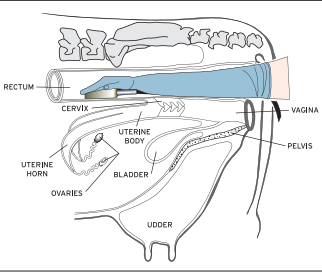 RECTUM
CERVIX
VAGINA
UTERINE
BODY
PELVIS
UTERINE
HORN
BLADDER
OVARIES
UDDER